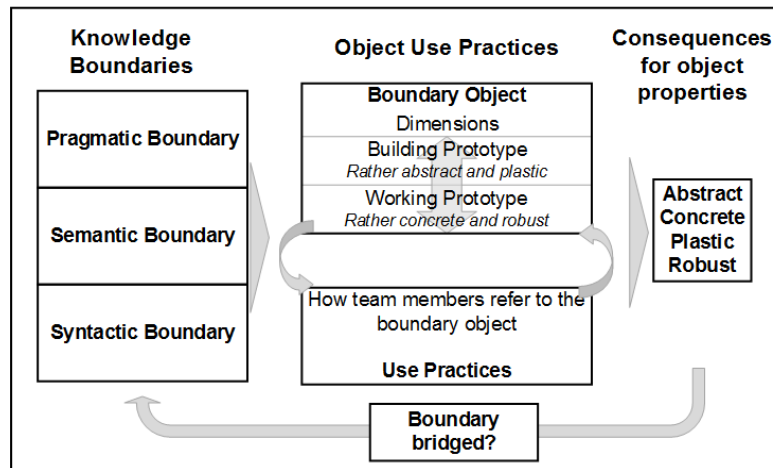 Knowledge
Boundaries
Pragmatic Boundary
Semantic Boundary
Syntactic Boundary
Object Use Practices
Boundary Object
Dimensions
Building Prototype
Rather abstract and plastic
Working Prototype
Rather concrete and robust
How team members refer to the
boundary object
Use Practices
Consequences
for object
properties
Abstract
Concrete
Plastic
Robust
Boundary
bridged?